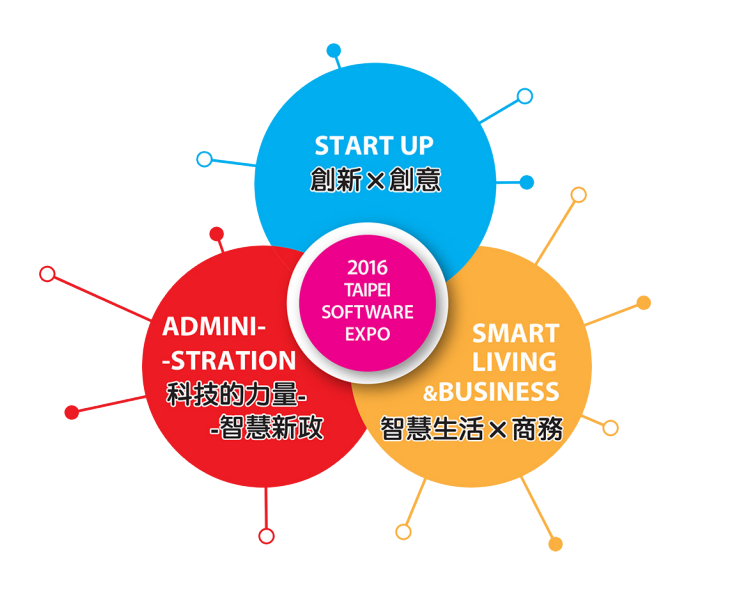 START UP
創新×創意
2016
TAIPEI
SOFTWARE
EXPO
ADMINI-
-STRATION
科技的力量-
-智慧新政
SMART
LIVING
&BUSINESS
智慧生活×商務